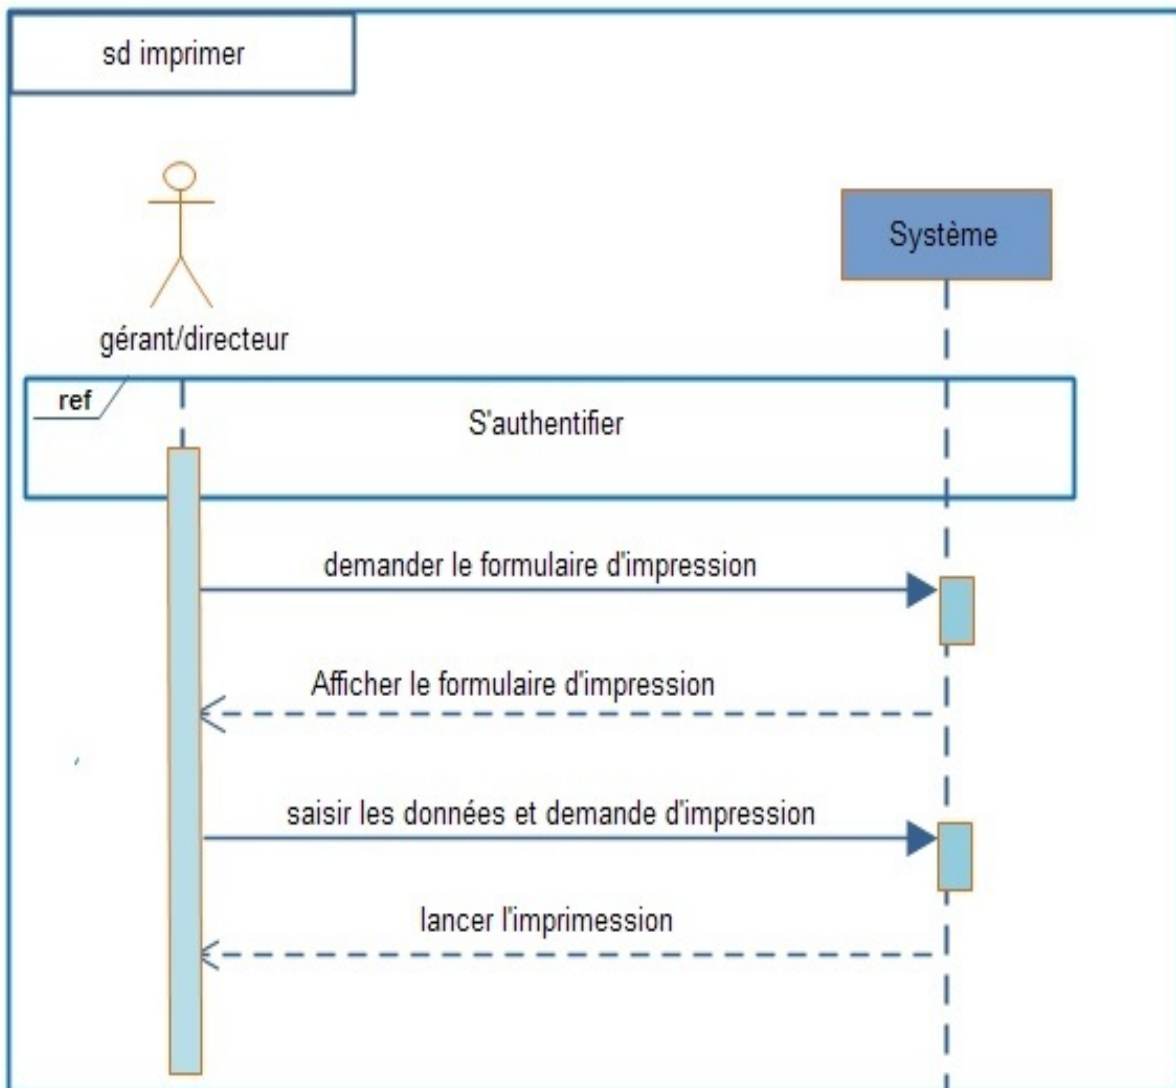 sd imprimer
Système
gérant/directeur
ref
S'authentifier
demander le formulaire d'impression
Afficher le formulaire d'impression
saisir les données et demande d'impression
lancer l'imprimession